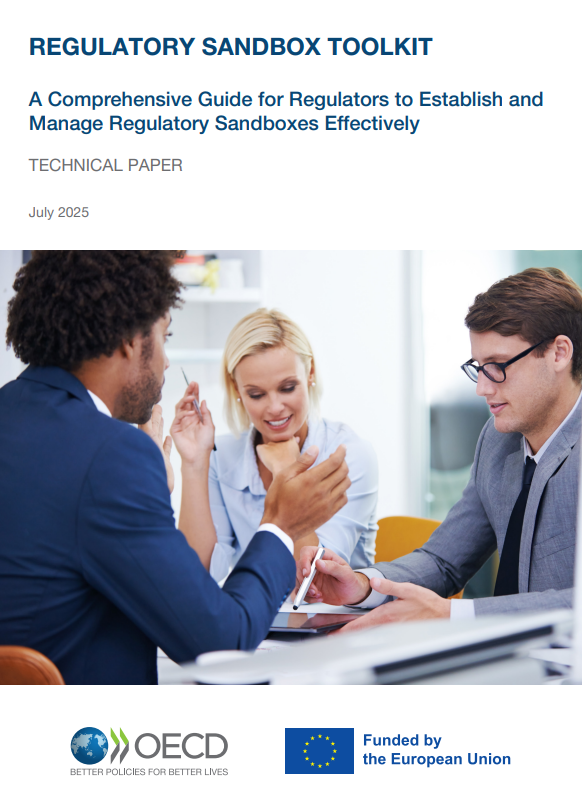 REGULATORY SANDBOX TOOLKIT
A Comprehensive Guide for Regulators to Establish and
Manage Regulatory Sandboxes Effectively
TECHNICAL PAPER
July 2025
OECD
BETTER POLICIES FOR BETTER LIVES
Funded by
the European Union